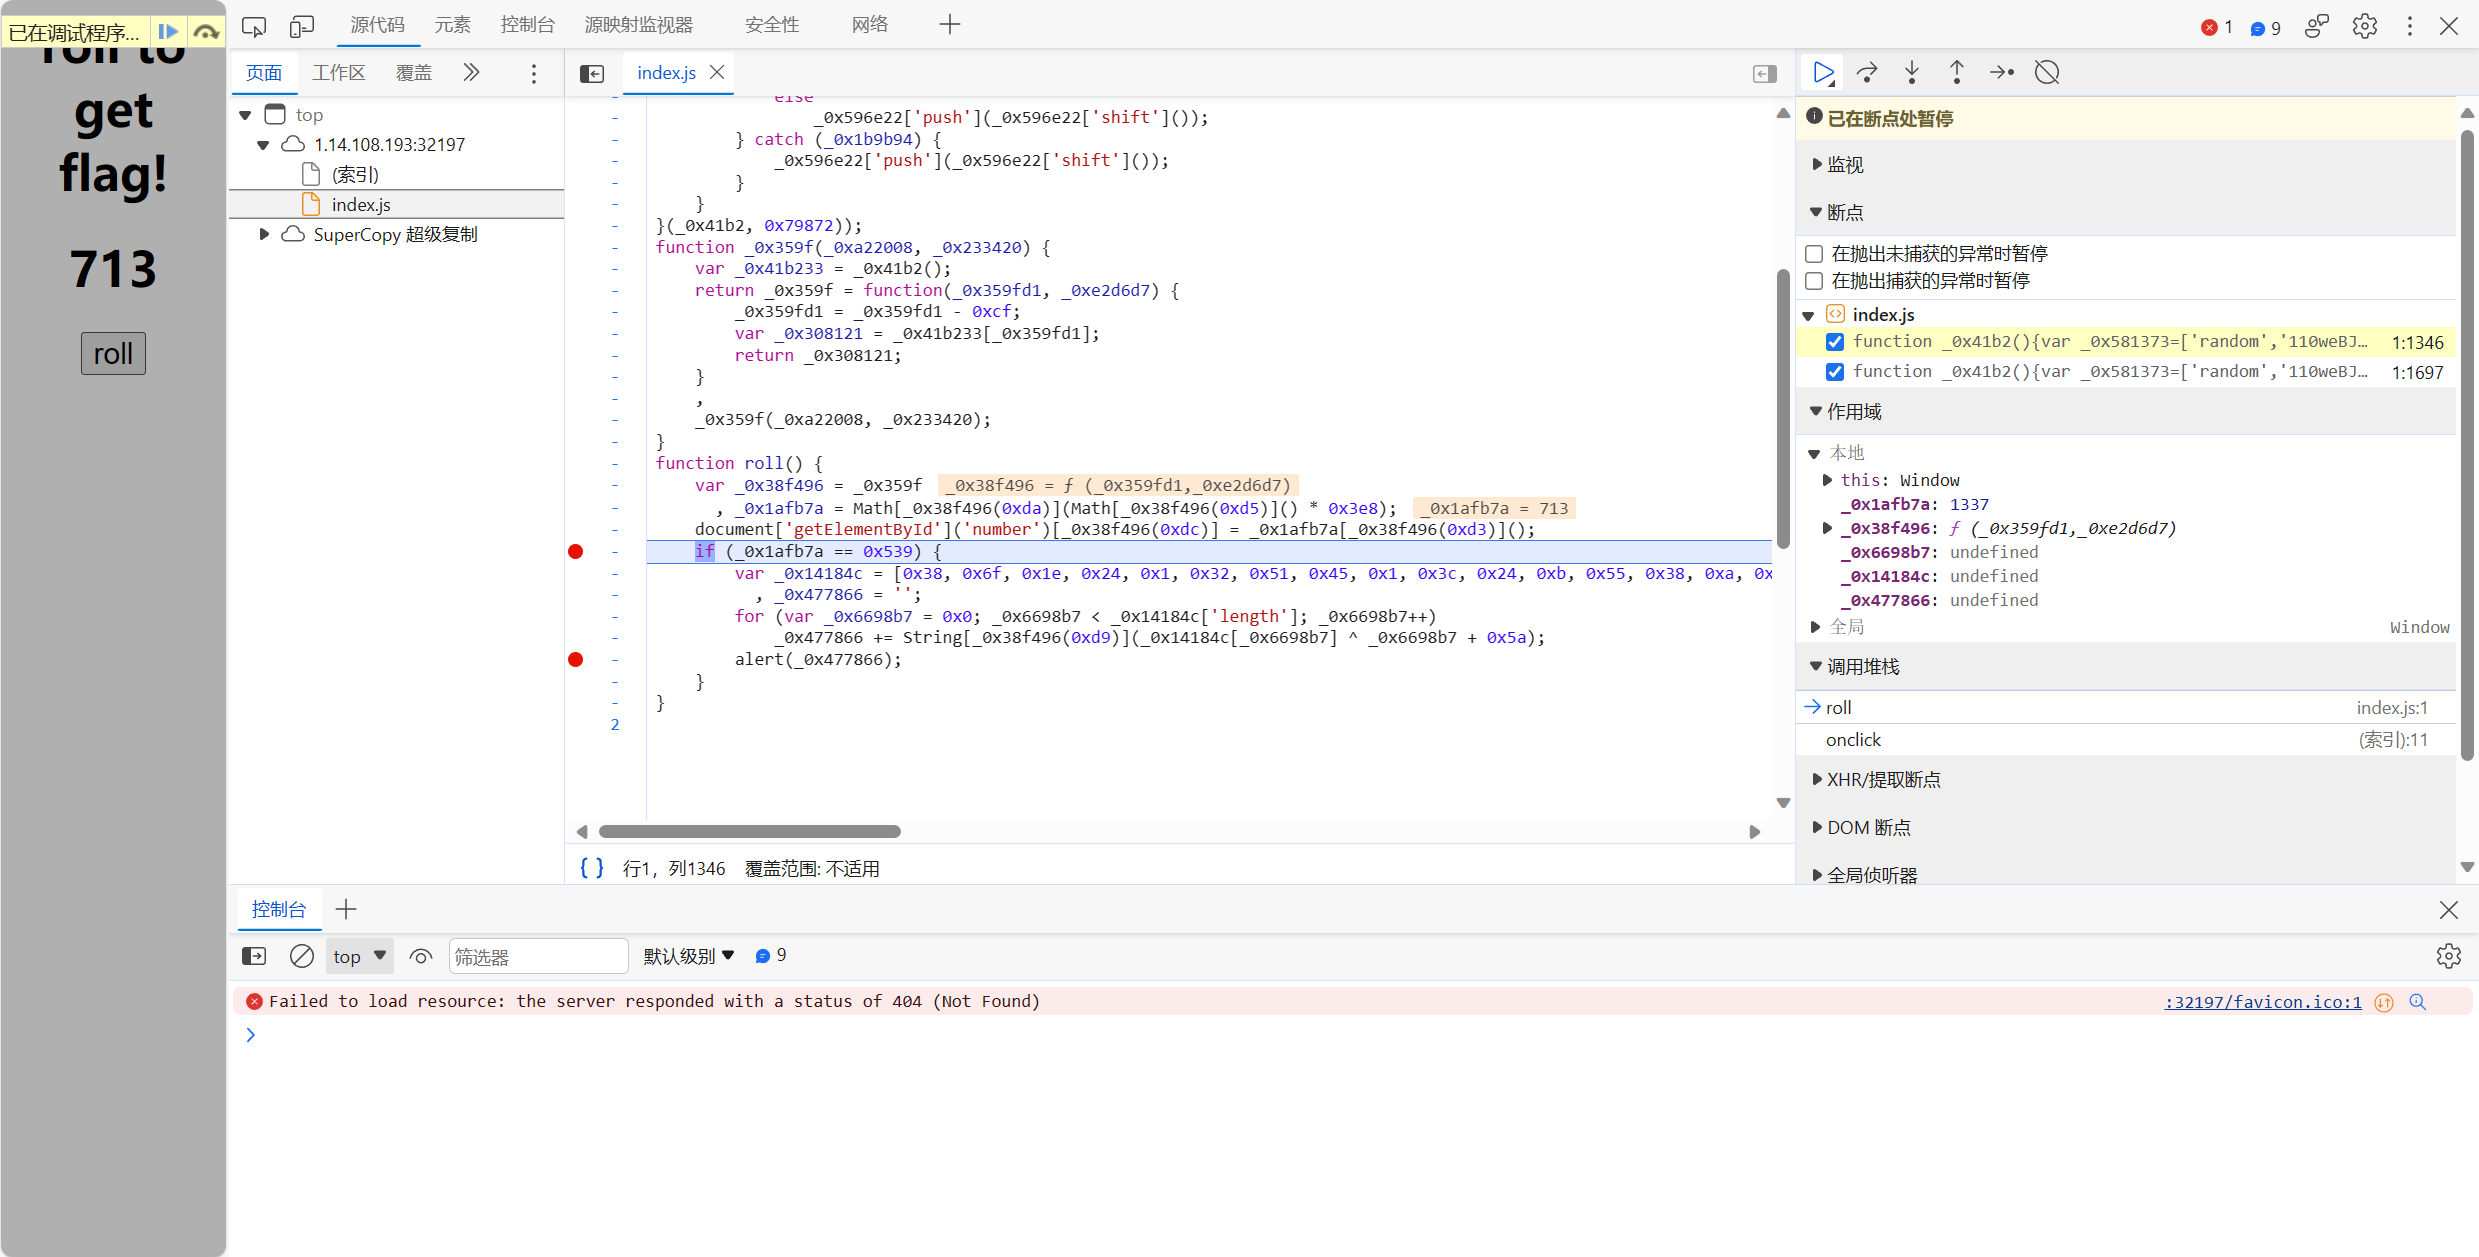 已在调试程序...
roll to
get
flag!
713
roll
源代码 元素 控制台 源映射监视器 安全性 网络
1 9
页面 工作区 覆盖
top
1.14.108.193:32197
(索引)
index.js
SuperCopy 超级复制
index.js
else
_0x596e22['push'](_0x596e22['shift']());
} catch (_0x1b9b94) {
_0x596e22['push'](_0x596e22['shift']());
}
}
}(_0x41b2, 0x79872));
function _0x359f(_0xa22008, _0x233420) {
var _0x41b233 = _0x41b2();
return _0x359f = function(_0x359fd1, _0xe2d6d7) {
_0x359fd1 = _0x359fd1 - 0xcf;
var _0x308121 = _0x41b233[_0x359fd1];
return _0x308121;
}
,
_0x359f(_0xa22008, _0x233420);
}
function roll() {
var _0x38f496 = _0x359f _0x38f496 = ƒ (_0x359fd1,_0xe2d6d7)
, _0x1afb7a = Math[_0x38f496(0xda)](Math[_0x38f496(0xd5)]() * 0x3e8); _0x1afb7a = 713
document['getElementById']('number')[_0x38f496(0xdc)] = _0x1afb7a[_0x38f496(0xd3)]();
if (_0x1afb7a == 0x539) {
var _0x14184c = [0x38, 0x6f, 0x1e, 0x24, 0x1, 0x32, 0x51, 0x45, 0x1, 0x3c, 0x24, 0xb, 0x55, 0x38, 0xa, 0x
, _0x477866 = '';
for (var _0x6698b7 = 0x0; _0x6698b7 < _0x14184c['length']; _0x6698b7++)
_0x477866 += String[_0x38f496(0xd9)](_0x14184c[_0x6698b7] ^ _0x6698b7 + 0x5a);
alert(_0x477866);
}
}
2
{ } 行1，列1346 覆盖范围: 不适用
已在断点处暂停
监视
断点
在抛出未捕获的异常时暂停
在抛出捕获的异常时暂停
index.js
function _0x41b2(){var _0x581373=['random','110weBJ… 1:1346
function _0x41b2(){var _0x581373=['random','110weBJ… 1:1697
作用域
本地
this: Window
_0x1afb7a: 1337
_0x38f496: ƒ (_0x359fd1,_0xe2d6d7)
_0x6698b7: undefined
_0x14184c: undefined
_0x477866: undefined
全局 Window
调用堆栈
roll index.js:1
onclick (索引):11
XHR/提取断点
DOM 断点
全局侦听器
控制台
top 筛选器 默认级别 9
Failed to load resource: the server responded with a status of 404 (Not Found) :32197/favicon.ico:1